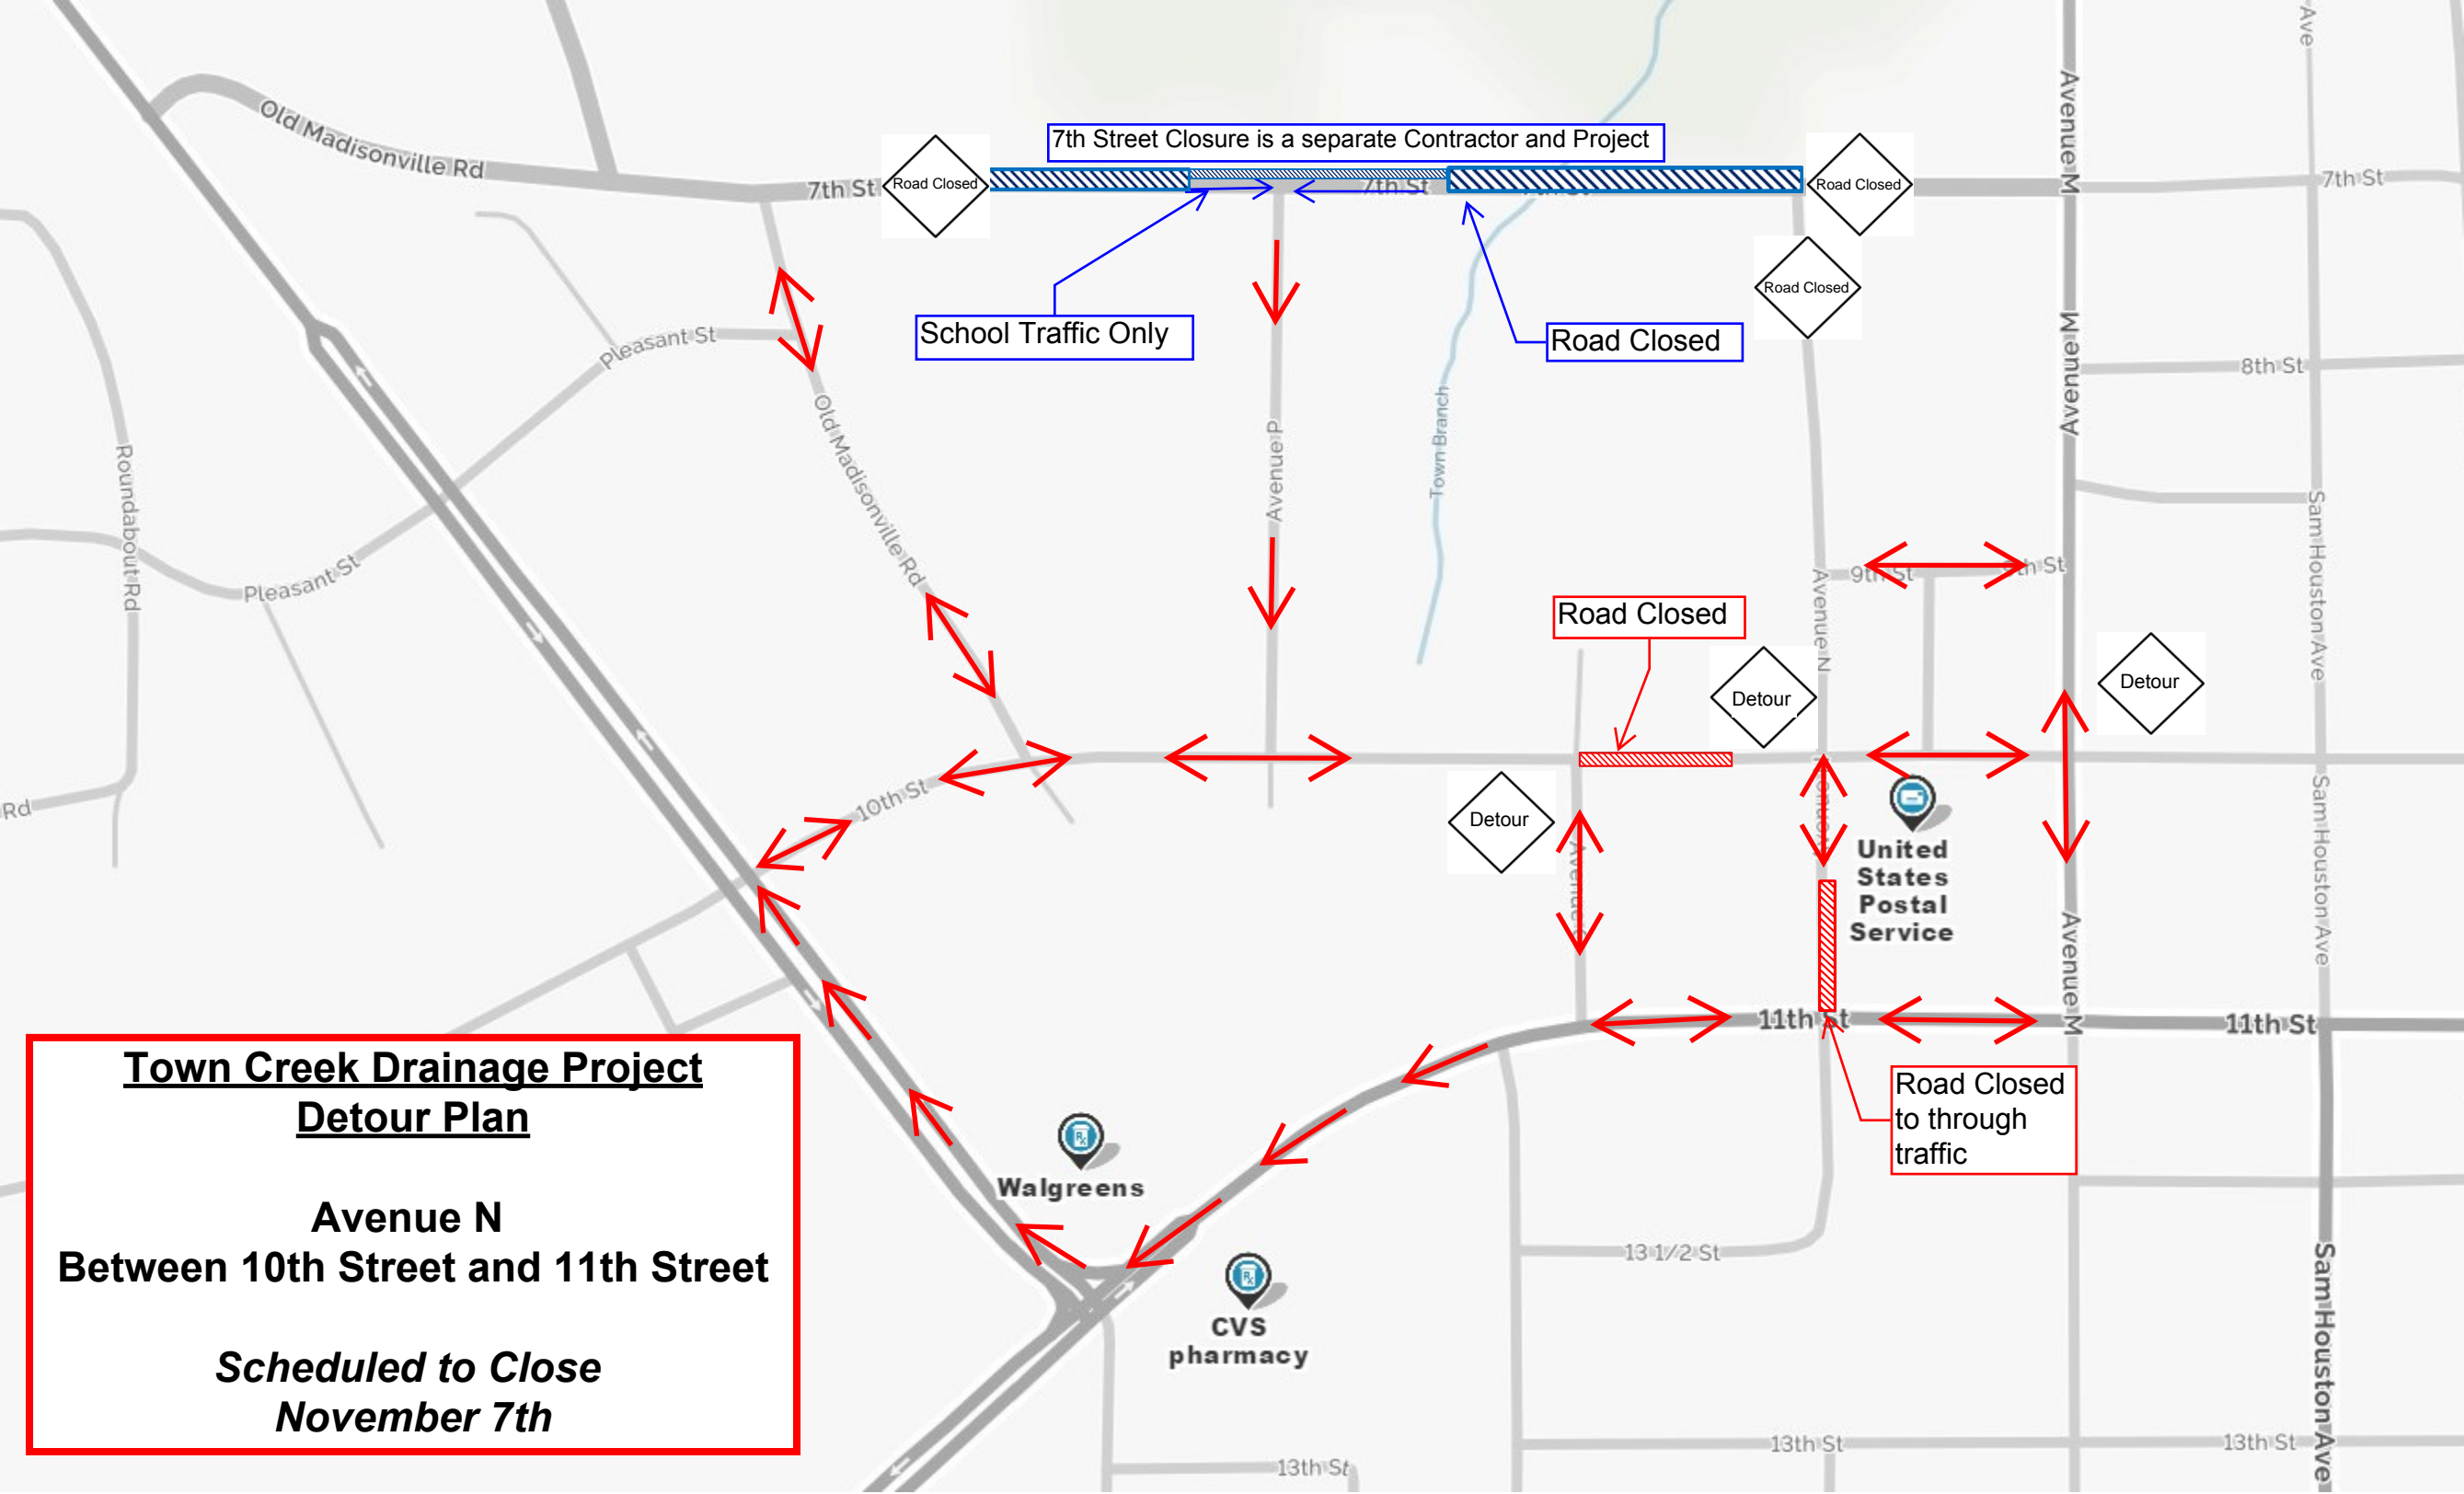 Ave
Avenue M
Old Madisonville Rd
7th Street Closure is a separate Contractor and Project
7th St
Road Closed
7th St
Road Closed
7th St
Road Closed
School Traffic Only
Road Closed
Pleasant St
Avenue M
8th St
Old Madisonville Rd
Avenue P
Town Branch
Roundabout Rd
Pleasant St
Sam Houston Ave
9th St
9th St
Avenue N
Road Closed
Detour
Detour
10th St
Rd
Detour
Sam Houston Ave
United
States
Postal
Service
Avenue M
11th St
11th St
Road Closed
to through
traffic
Walgreens
CVS
pharmacy
13 1/2 St
Sam Houston Ave
13th St
13th St
13th St
Town Creek Drainage Project
Detour Plan
Avenue N
Between 10th Street and 11th Street
Scheduled to Close
November 7th